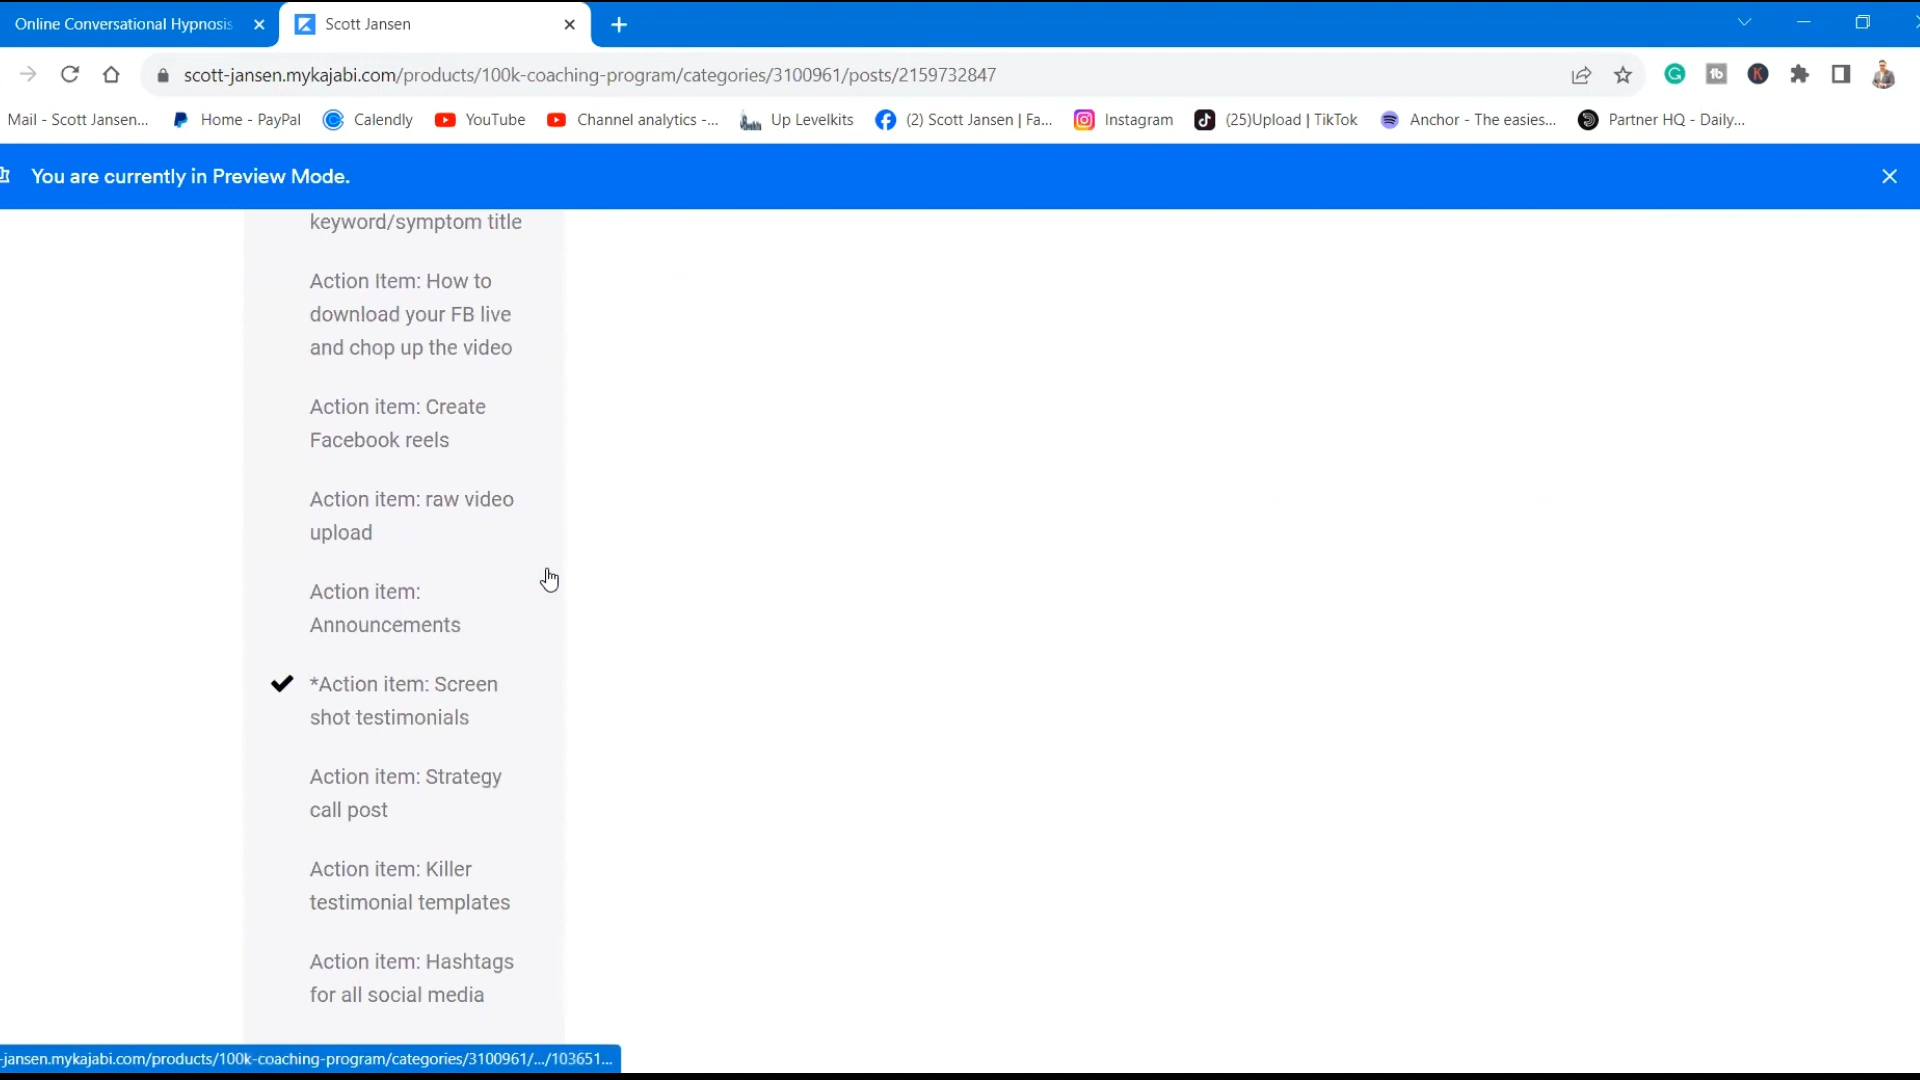 Online Conversational Hypnosis
Scott Jansen
scott-jansen.mykajabi.com/products/100k-coaching-program/categories/3100961/posts/2159732847
Mail - Scott Jansen...
Home - PayPal
Calendly
YouTube
Channel analytics -...
Up Levelkits
(2) Scott Jansen | Fa...
Instagram
(25)Upload | TikTok
Anchor - The easies...
Partner HQ - Daily...
You are currently in Preview Mode.
keyword/symptom title
Action Item: How to
download your FB live
and chop up the video
Action item: Create
Facebook reels
Action item: raw video
upload
Action item:
Announcements
*Action item: Screen
shot testimonials
Action item: Strategy
call post
Action item: Killer
testimonial templates
Action item: Hashtags
for all social media
-jansen.mykajabi.com/products/100k-coaching-program/categories/3100961/.../103651...